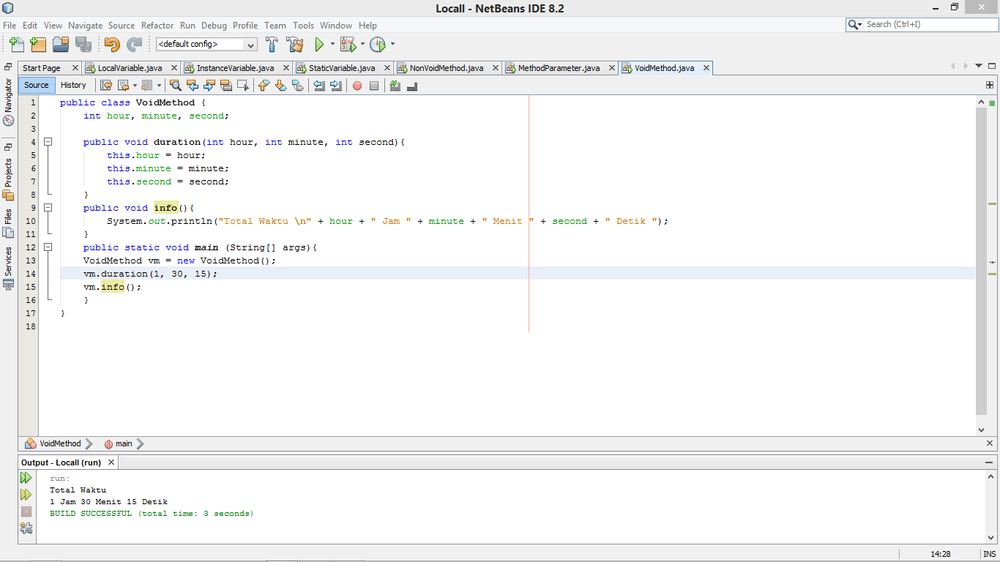 Locall - NetBeans IDE 8.2
File Edit View Navigate Source Refactor Run Debug Profile Team Tools Window Help
Search (Ctrl+I)
<default config>
Start Page LocalVariable.java InstanceVariable.java StaticVariable.java NonVoidMethod.java MethodParameter.java VoidMethod.java
Source History
Navigator
Projects
Files
Services
1 public class VoidMethod {
2 int hour, minute, second;
3
4 public void duration(int hour, int minute, int second){
5 this.hour = hour;
6 this.minute = minute;
7 this.second = second;
8 }
9 public void info(){
10 System.out.println("Total Waktu \n" + hour + " Jam " + minute + " Menit " + second + " Detik ");
11 }
12 public static void main (String[] args){
13 VoidMethod vm = new VoidMethod();
14 vm.duration(1, 30, 15);
15 vm.info();
16 }
17 }
18
VoidMethod main
Output - Locall (run)
run:
Total Waktu
1 Jam 30 Menit 15 Detik
BUILD SUCCESSFUL (total time: 3 seconds)
14:28 INS